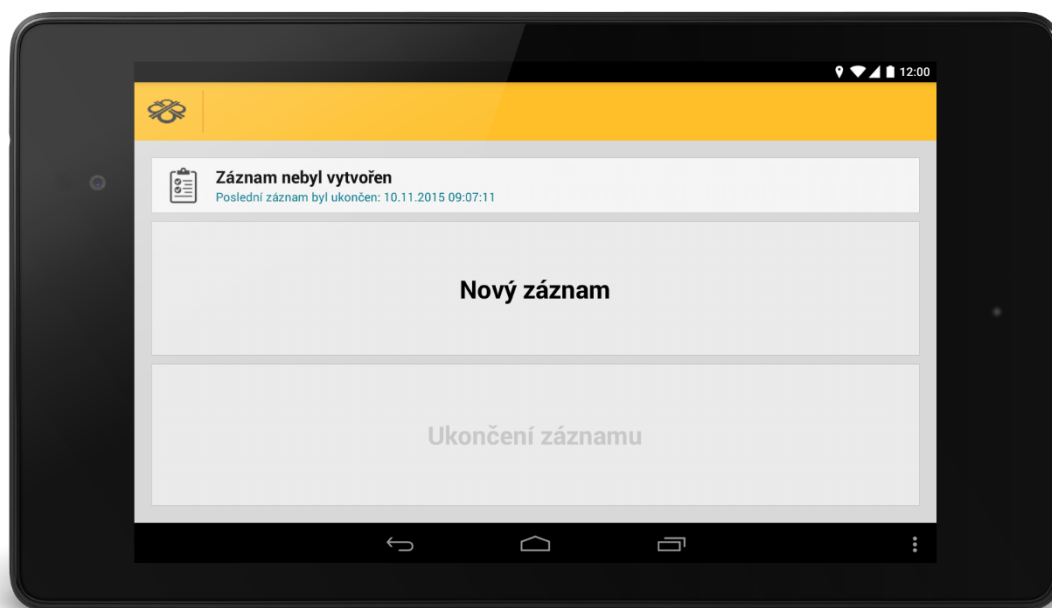 12:00
Záznam nebyl vytvořen
Poslední záznam byl ukončen: 10.11.2015 09:07:11
Nový záznam
Ukončení záznamu